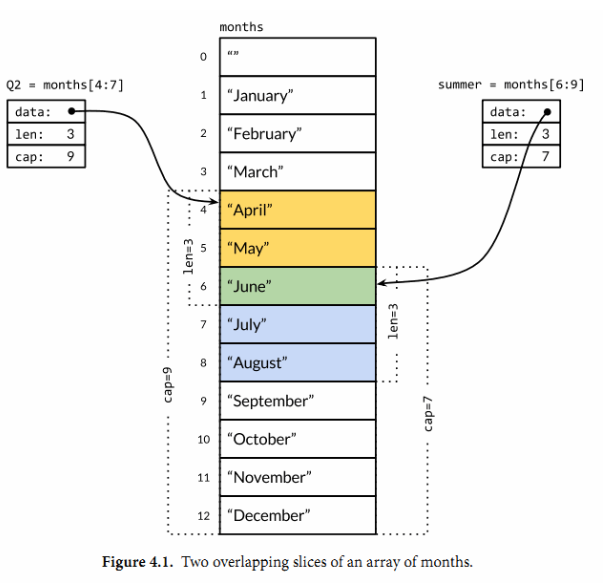 months
Q2 = months[4:7]
data:
len: 3
cap: 9
summer = months[6:9]
data:
len: 3
cap: 7
0 “”
1 “January”
2 “February”
3 “March”
4 “April”
5 “May”
6 “June”
7 “July”
8 “August”
9 “September”
10 “October”
11 “November”
12 “December”
len=3
cap=9
len=3
cap=7
Figure 4.1. Two overlapping slices of an array of months.